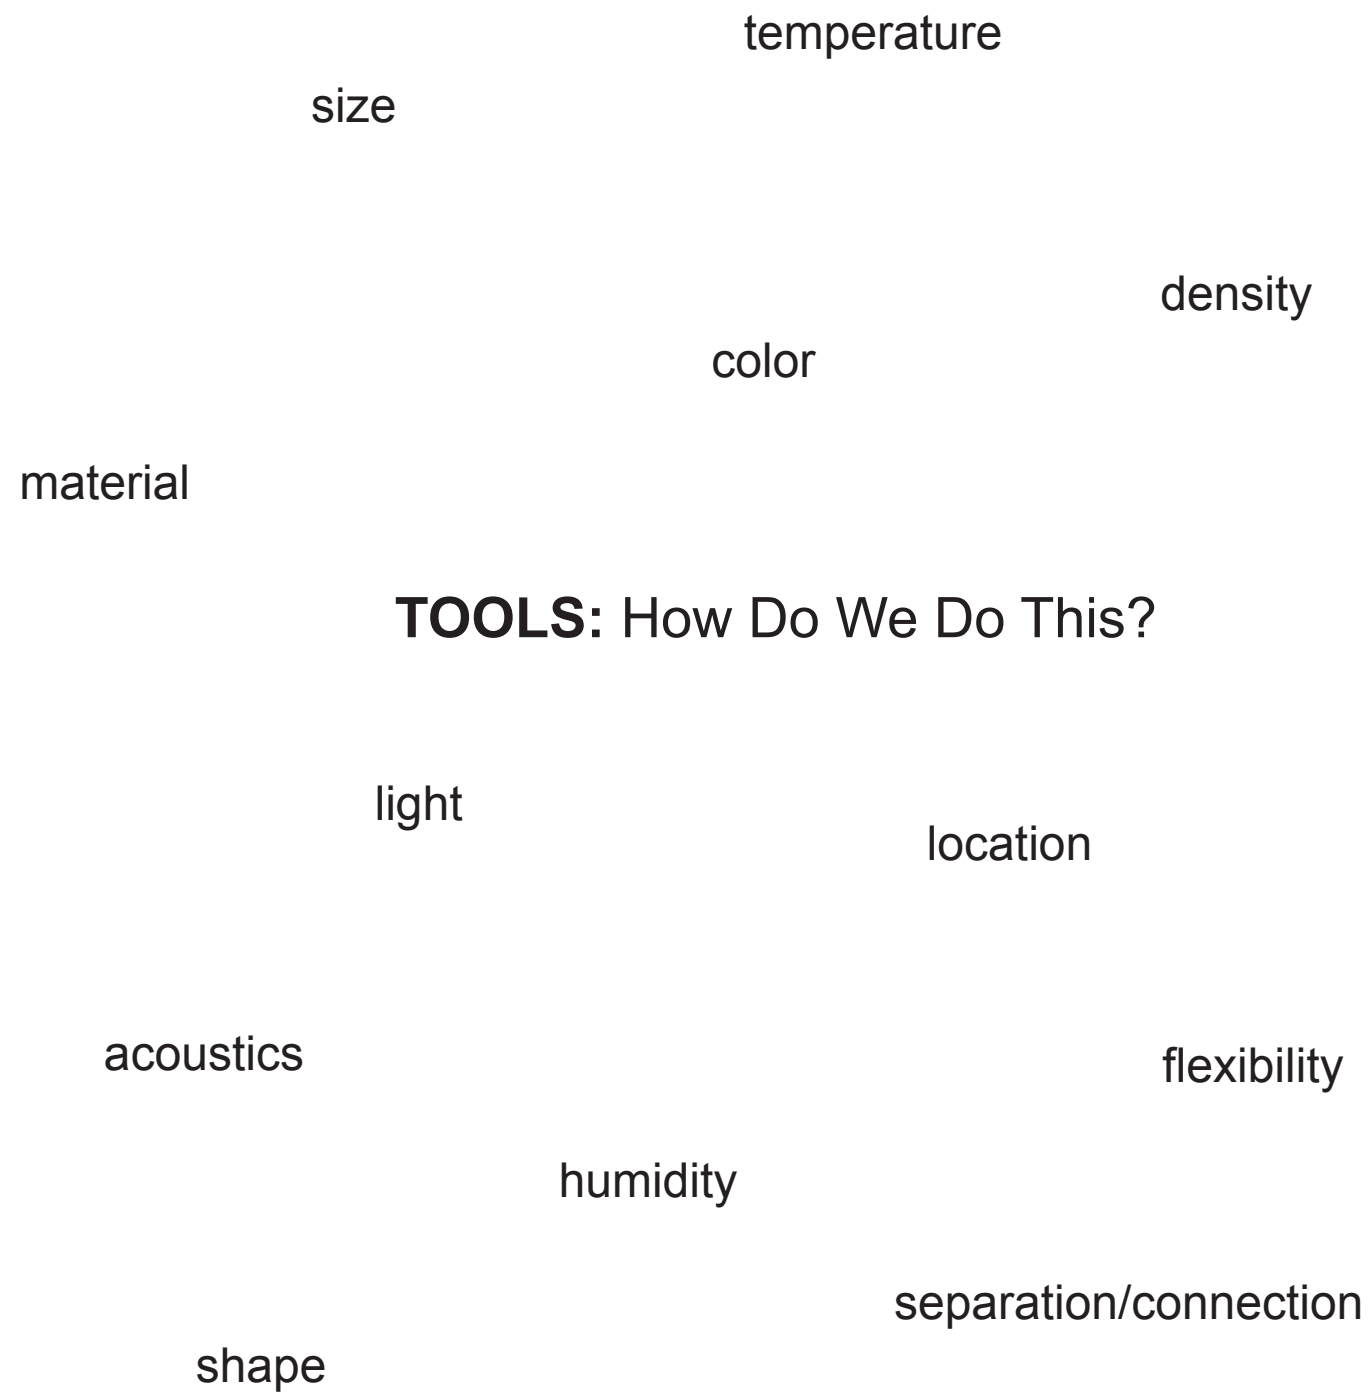 temperature
size
density
color
material
TOOLS: How Do We Do This?
light
location
acoustics
flexibility
humidity
separation/connection
shape